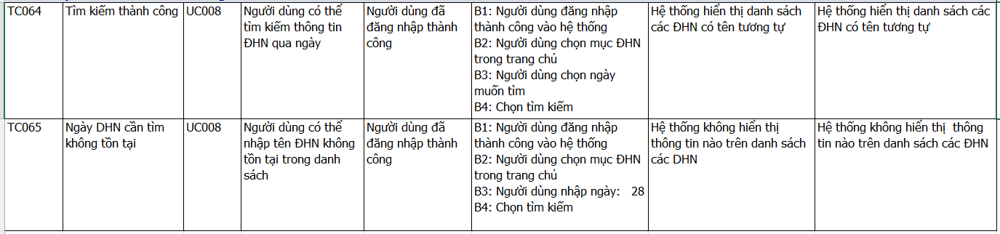 TC064
Tìm kiếm thành công
UC008
Người dùng có thể
tìm kiếm thông tin
ĐHN qua ngày
Người dùng đã
đăng nhập thành
công
B1: Người dùng đăng nhập
thành công vào hệ thống
B2: Người dùng chọn mục ĐHN
trong trang chủ
B3: Người dùng chọn ngày
muốn tìm
B4: Chọn tìm kiếm
Hệ thống hiển thị danh sách
các ĐHN có tên tương tự
Hệ thống hiển thị danh sách các
ĐHN có tên tương tự
TC065
Ngày DHN cần tìm
không tồn tại
UC008
Người dùng có thể
nhập tên ĐHN không
tồn tại trong danh
sách
Người dùng đã
đăng nhập thành
công
B1: Người dùng đăng nhập
thành công vào hệ thống
B2: Người dùng chọn mục ĐHN
trong trang chủ
B3: Người dùng nhập ngày: 28
B4: Chọn tìm kiếm
Hệ thống không hiển thị
thông tin nào trên danh sách
các DHN
Hệ thống không hiển thị thông
tin nào trên danh sách các ĐHN